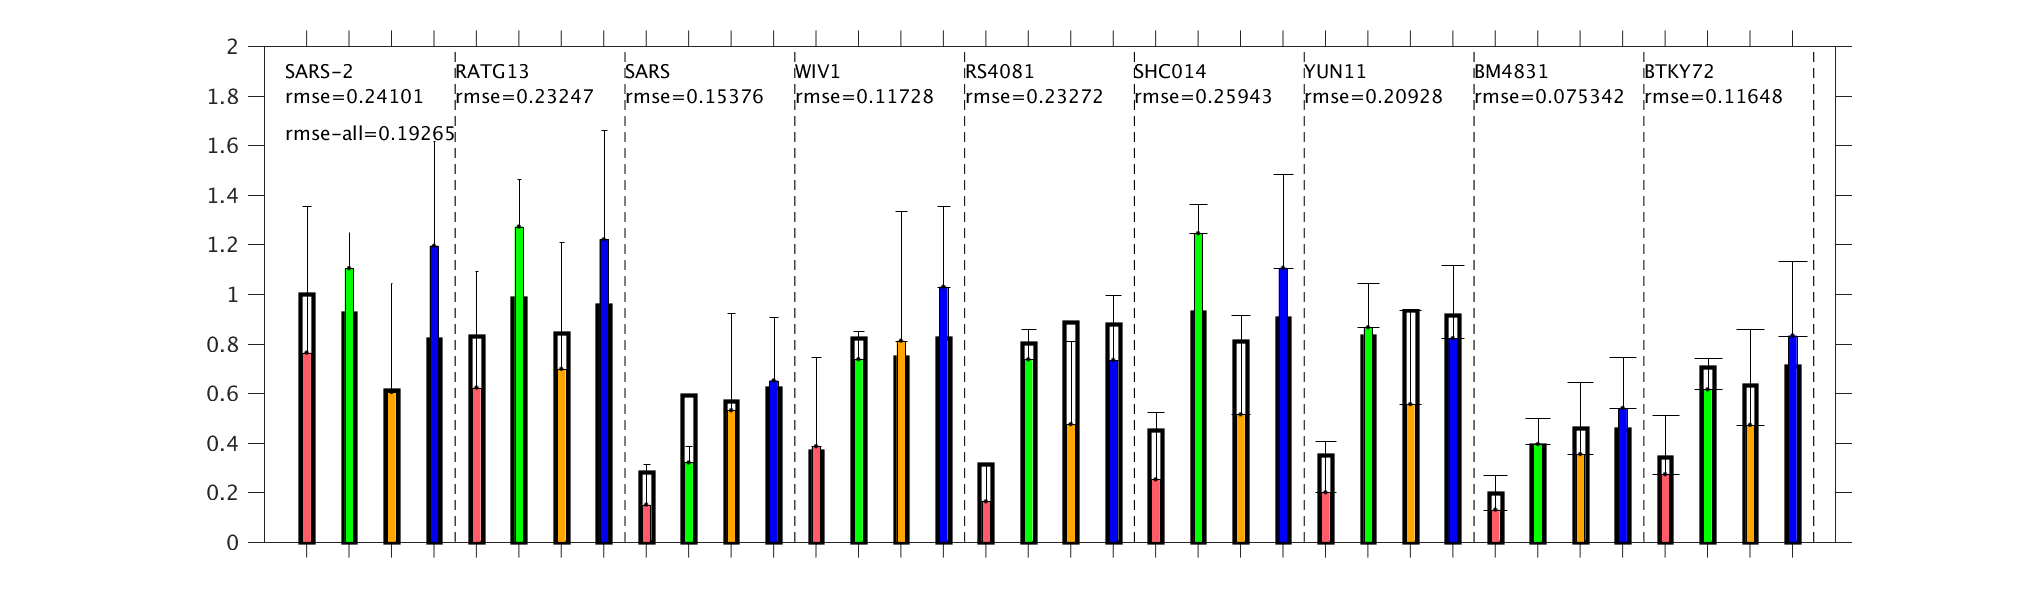 2
1.8
1.6
1.4
1.2
1
0.8
0.6
0.4
0.2
0
SARS-2
rmse=0.24101
rmse-all=0.19265
RATG13
rmse=0.23247
SARS
rmse=0.15376
WIV1
rmse=0.11728
RS4081
rmse=0.23272
SHC014
rmse=0.25943
YUN11
rmse=0.20928
BM4831
rmse=0.075342
BTKY72
rmse=0.11648